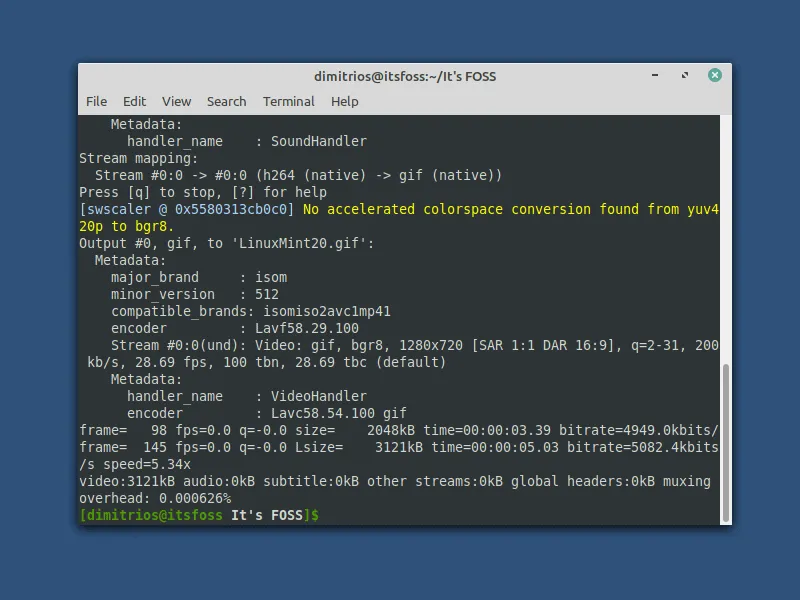 dimitrios@itsfoss:~/It's FOSS
File Edit View Search Terminal Help
Metadata:
handler_name : SoundHandler
Stream mapping:
Stream #0:0 -> #0:0 (h264 (native) -> gif (native))
Press [q] to stop, [?] for help
[swscaler @ 0x5580313cb0c0] No accelerated colorspace conversion found from yuv4
20p to bgr8.
Output #0, gif, to 'LinuxMint20.gif':
Metadata:
major_brand : isom
minor_version : 512
compatible_brands: isomiso2avc1mp41
encoder : Lavf58.29.100
Stream #0:0(und): Video: gif, bgr8, 1280x720 [SAR 1:1 DAR 16:9], q=2-31, 200
kb/s, 28.69 fps, 100 tbn, 28.69 tbc (default)
Metadata:
handler_name : VideoHandler
encoder : Lavc58.54.100 gif
frame= 98 fps=0.0 q=-0.0 size= 2048kB time=00:00:03.39 bitrate=4949.0kbits/
frame= 145 fps=0.0 q=-0.0 Lsize= 3121kB time=00:00:05.03 bitrate=5082.4kbits
/s speed=5.34x
video:3121kB audio:0kB subtitle:0kB other streams:0kB global headers:0kB muxing
overhead: 0.000626%
[dimitrios@itsfoss It's FOSS]$